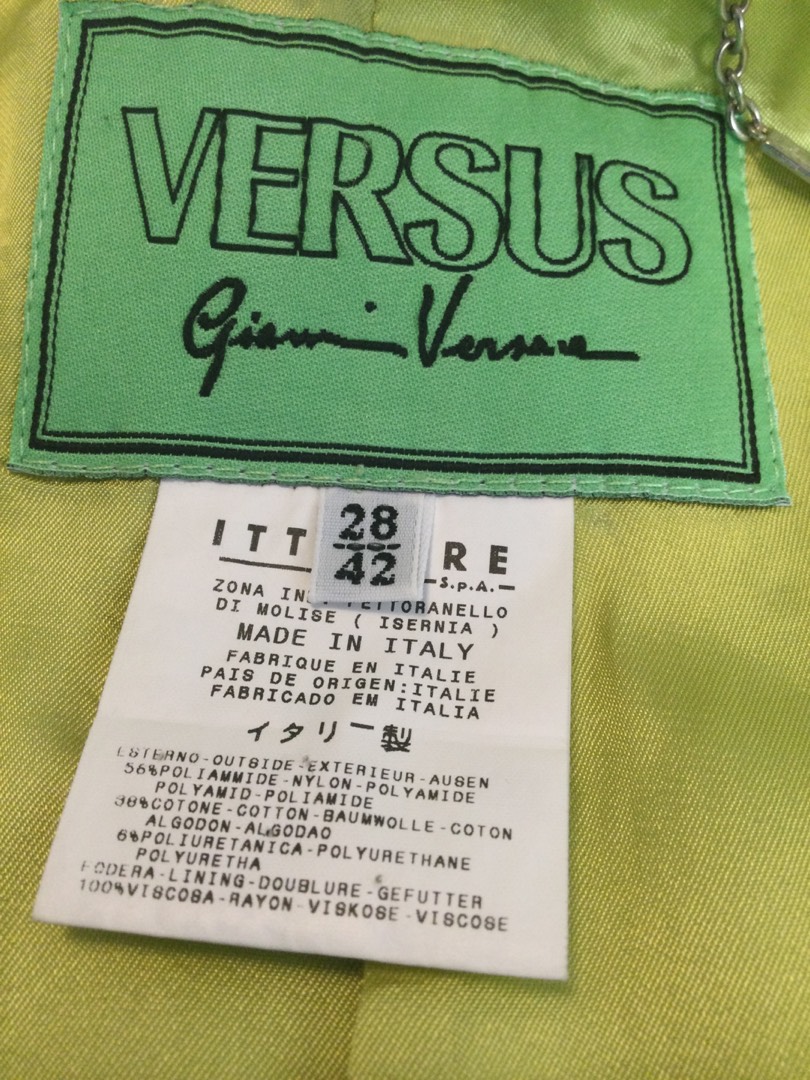 VERSUS
Gianni Versace
28
42
ITT RE
S.p.A.
ZONA IN TTORANELLO
DI MOLISE ( ISERNIA )
MADE IN ITALY
FABRIQUE EN ITALIE
PAIS DE ORIGEN:ITALIE
FABRICADO EM ITALIA
イタリー製
ESTERNO-OUTSIDE-EXTERIEUR-AUSEN
56%POLIAMMIDE-NYLON-POLYAMIDE
POLYAMID-POLIAMIDE
38%COTONE-COTTON-BAUMWOLLE-COTON
ALGODON-ALGODAO
6%POLIURETANICA-POLYURETHANE
POLYURETHA
FODERA-LINING-DOUBLURE-GEFUTTER
100%VISCOSA-RAYON-VISKOSE-VISCOSE